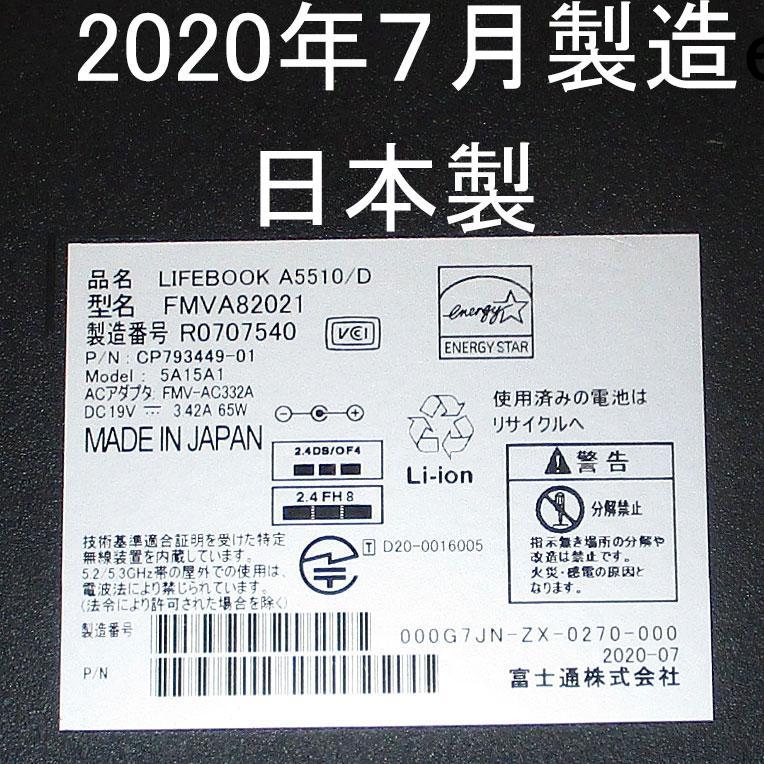 2020年7月製造
日本製
品名 LIFEBOOK A5510/D
型名 FMVA82021
製造番号 R0707540 VCCI
P/N : CP793449-01
Model : 5A15A1
ACアダプタ: FMV-AC332A
DC19V 3.42A 65W
MADE IN JAPAN
energy
ENERGY STAR
2.4DS/OF4
2.4FH8
Li-ion
使用済みの電池は
リサイクルへ
警告
分解禁止
指示無き場所の分解や
改造は禁止です。
火災・感電の原因と
なります。
技術基準適合証明を受けた特定
無線装置を内蔵しています。
5.2/5.3GHz帯の屋外での使用は、
電波法により禁じられています。
(法令により許可された場合を除く)
T D20-0016005
製造番号
P/N
000G7JN-ZX-0270-000
2020-07
富士通株式会社